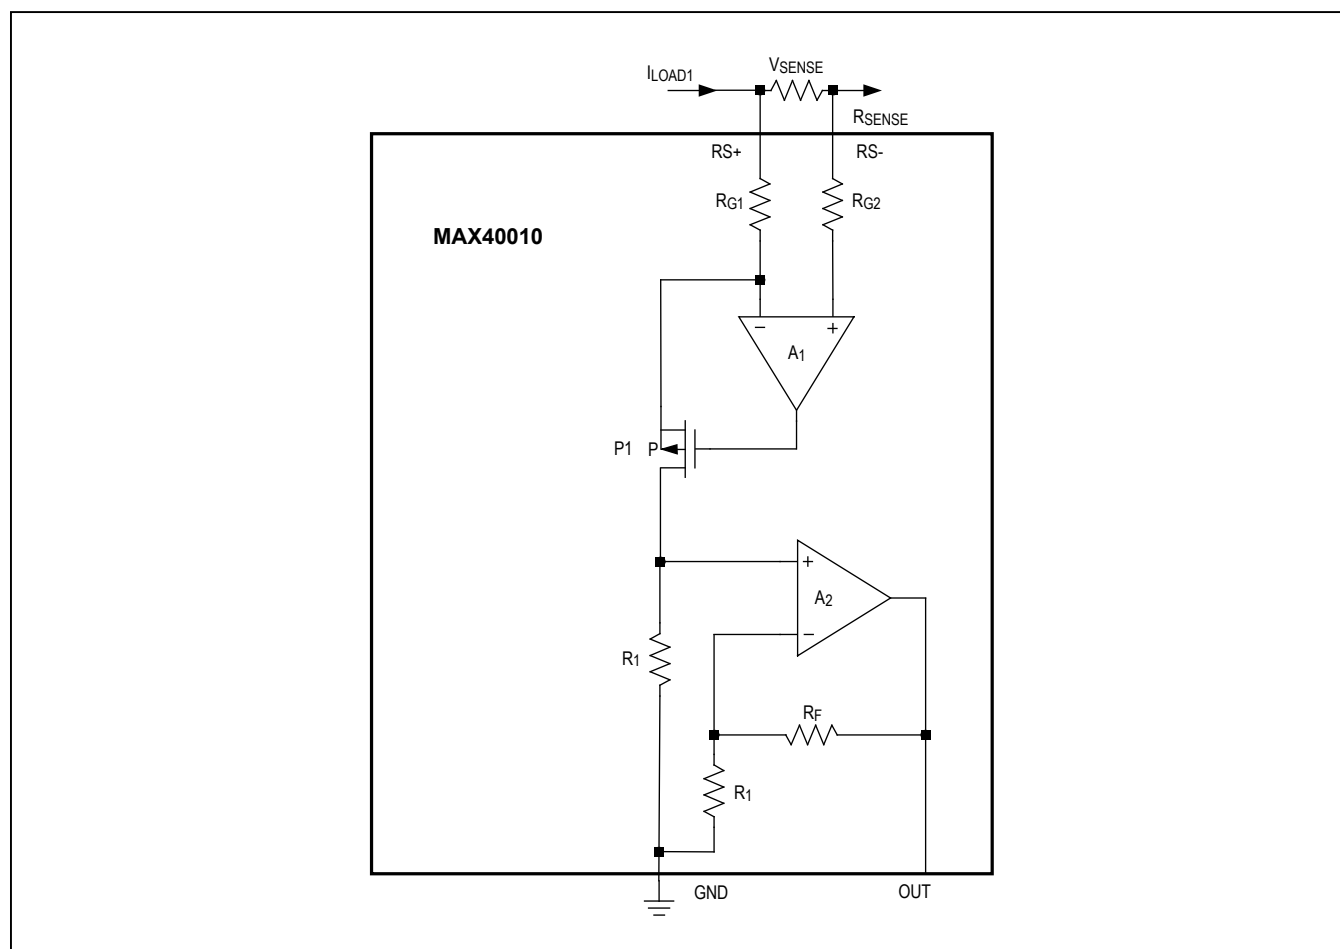 VSENSE
ILOAD1
RSENSE
RS+
RS-
RG1
RG2
MAX40010
− +
A1
P1 P
+
A2
−
R1
RF
R1
GND
OUT